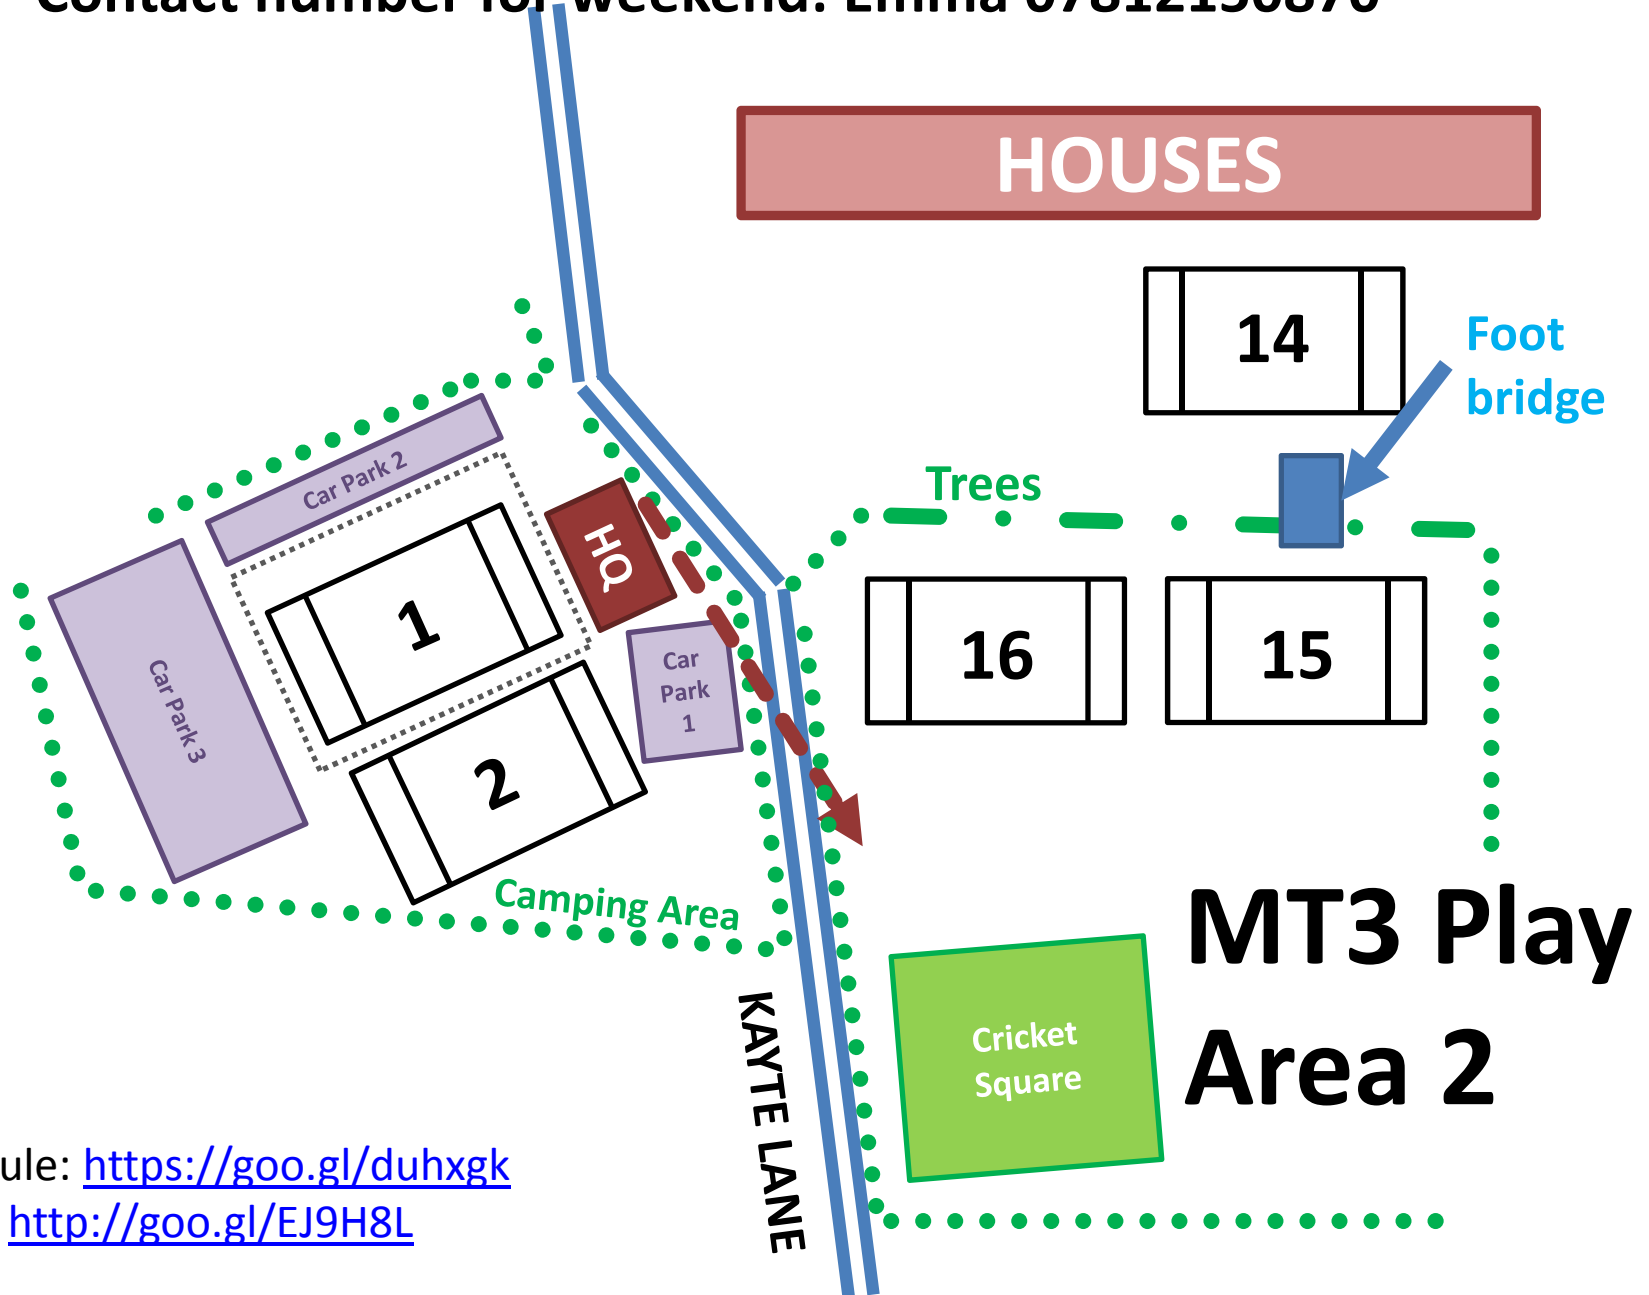 HOUSES
14
Foot
bridge
Trees
Car Park 2
HQ
1
16
15
Car
Park
1
Car Park 3
2
Camping Area
MT3 Play
Area 2
Cricket
Square
KAYTE LANE
ule: https://goo.gl/duhxgk
http://goo.gl/EJ9H8L